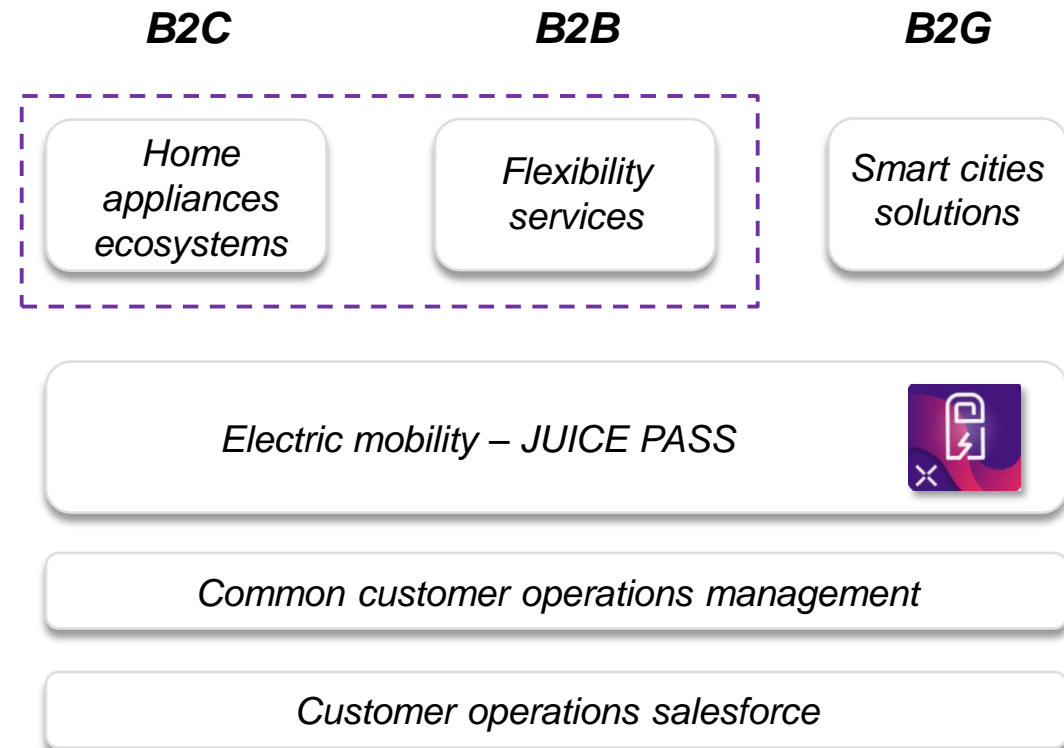 B2C B2B B2G
Home
appliances
ecosystems
Flexibility
services
Smart cities
solutions
Electric mobility – JUICE PASS
Common customer operations management
Customer operations salesforce